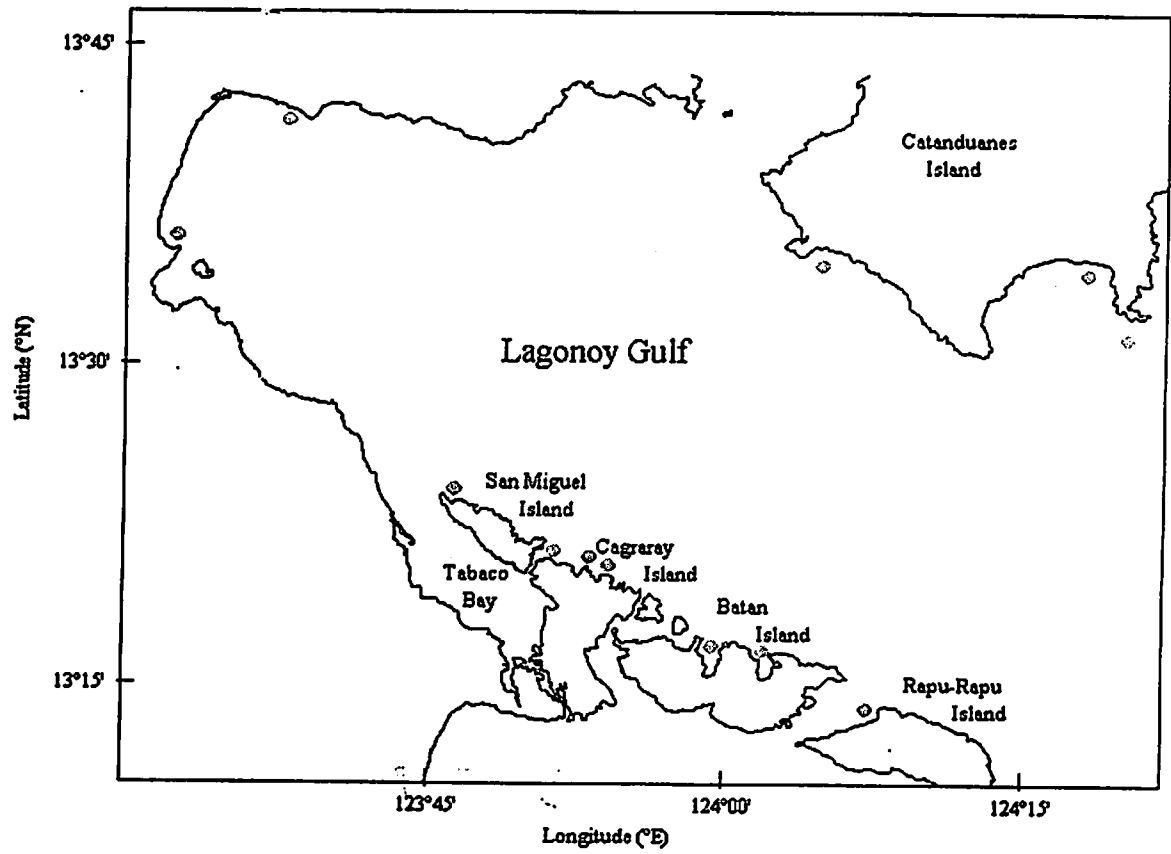 13°45'
Catanduanes
Island
Latitude (°N)
13°30'
Lagonoy Gulf
San Miguel
Island
Cagraray
Island
Tabaco
Bay
Batan
Island
13°15'
Rapu-Rapu
Island
123°45'
124°00'
124°15'
Longitude (°E)